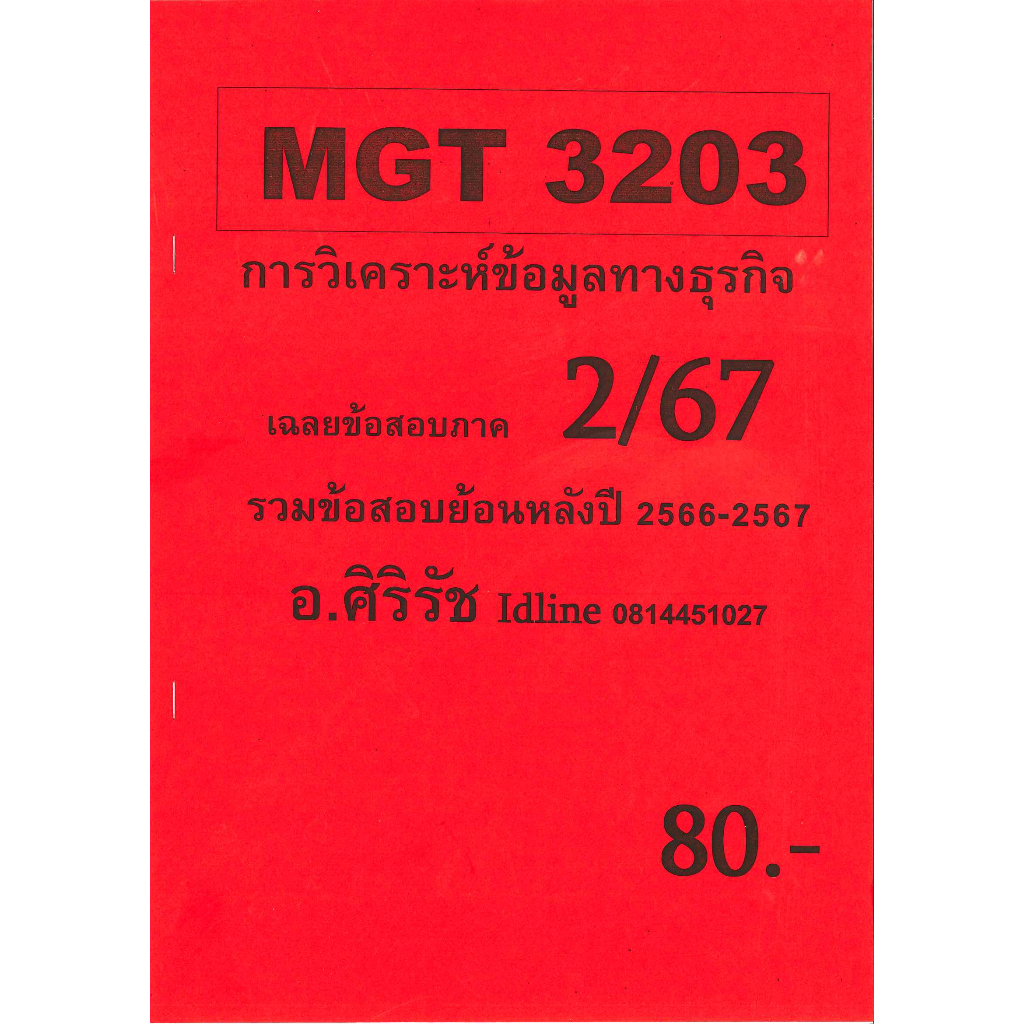 MGT 3203
การวิเคราะห์ข้อมูลทางธุรกิจ
เฉลยข้อสอบภาค 2/67
รวมข้อสอบย้อนหลังปี 2566-2567
อ.ศิริรัช Idline 0814451027
80.-